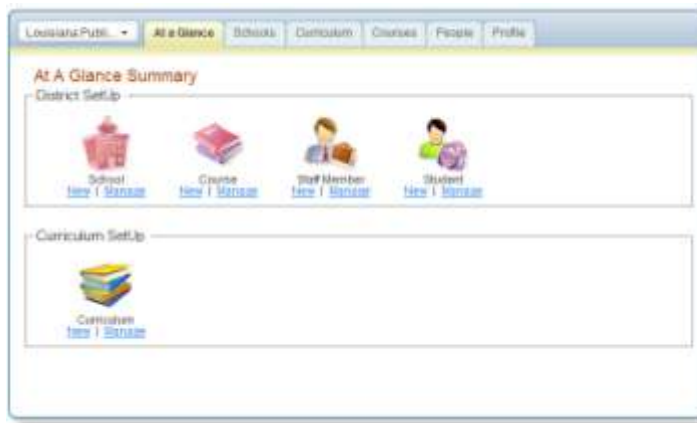 Louisiana Publi... At a Glance Schools Curriculum Courses People Profile
At A Glance Summary
District SetUp
School Course Staff Member Student
New | Manage New | Manage New | Manage New | Manage
Curriculum SetUp
Curriculum
New | Manage